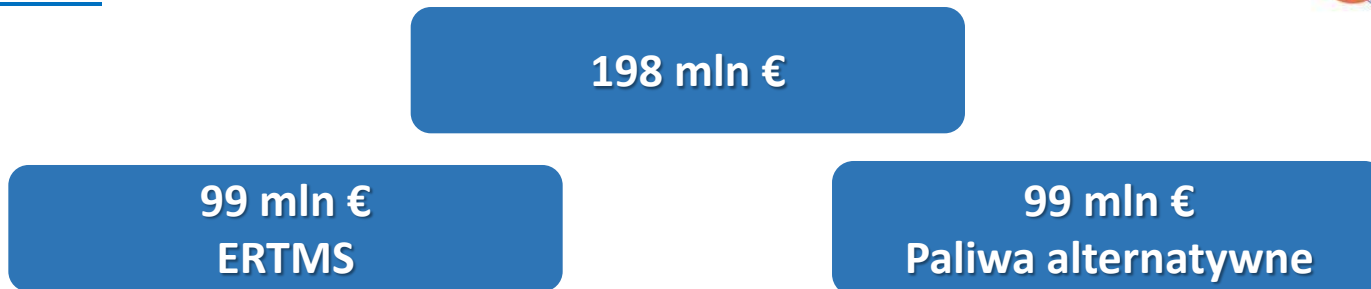 198 mln €
99 mln €
ERTMS
99 mln €
Paliwa alternatywne